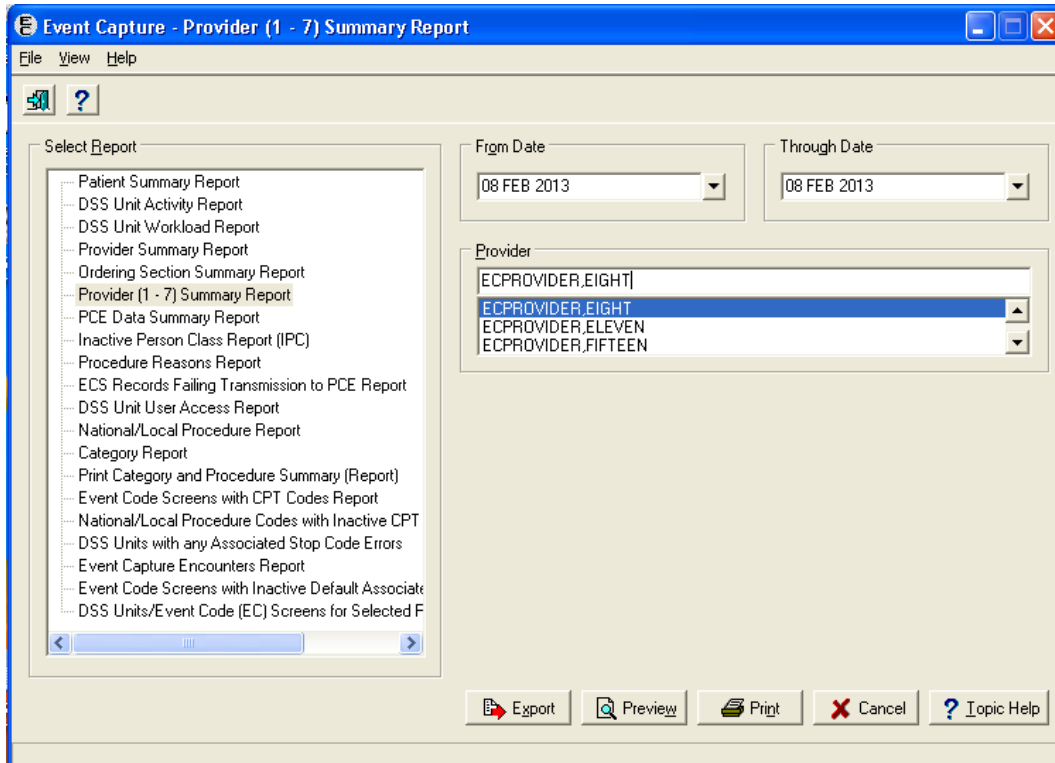 Event Capture - Provider (1 - 7) Summary Report
File View Help
Select Report
Patient Summary Report
DSS Unit Activity Report
DSS Unit Workload Report
Provider Summary Report
Ordering Section Summary Report
Provider (1 - 7) Summary Report
PCE Data Summary Report
Inactive Person Class Report (IPC)
Procedure Reasons Report
ECS Records Failing Transmission to PCE Report
DSS Unit User Access Report
National/Local Procedure Report
Category Report
Print Category and Procedure Summary (Report)
Event Code Screens with CPT Codes Report
National/Local Procedure Codes with Inactive CPT
DSS Units with any Associated Stop Code Errors
Event Capture Encounters Report
Event Code Screens with Inactive Default Associate
DSS Units/Event Code (EC) Screens for Selected F
From Date
08 FEB 2013
Through Date
08 FEB 2013
Provider
ECPROVIDER,EIGHT
ECPROVIDER,EIGHT
ECPROVIDER,ELEVEN
ECPROVIDER,FIFTEEN
Export Preview Print Cancel ? Topic Help